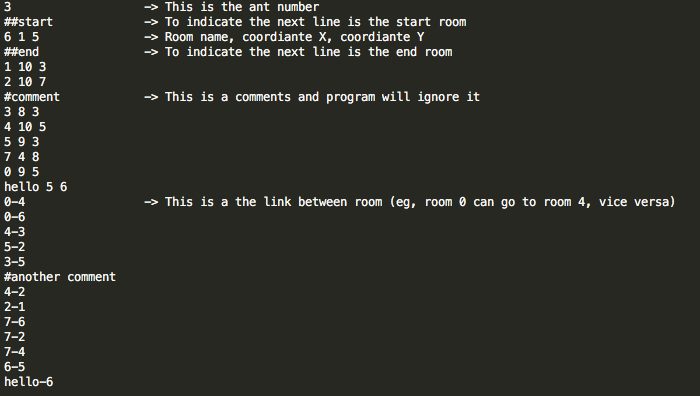 3 -> This is the ant number
##start -> To indicate the next line is the start room
6 1 5 -> Room name, coordiante X, coordiante Y
##end -> To indicate the next line is the end room
1 10 3
2 10 7
#comment -> This is a comments and program will ignore it
3 8 3
4 10 5
5 9 3
7 4 8
0 9 5
hello 5 6
0-4 -> This is a the link between room (eg, room 0 can go to room 4, vice versa)
0-6
4-3
5-2
3-5
#another comment
4-2
2-1
7-6
7-2
7-4
6-5
hello-6